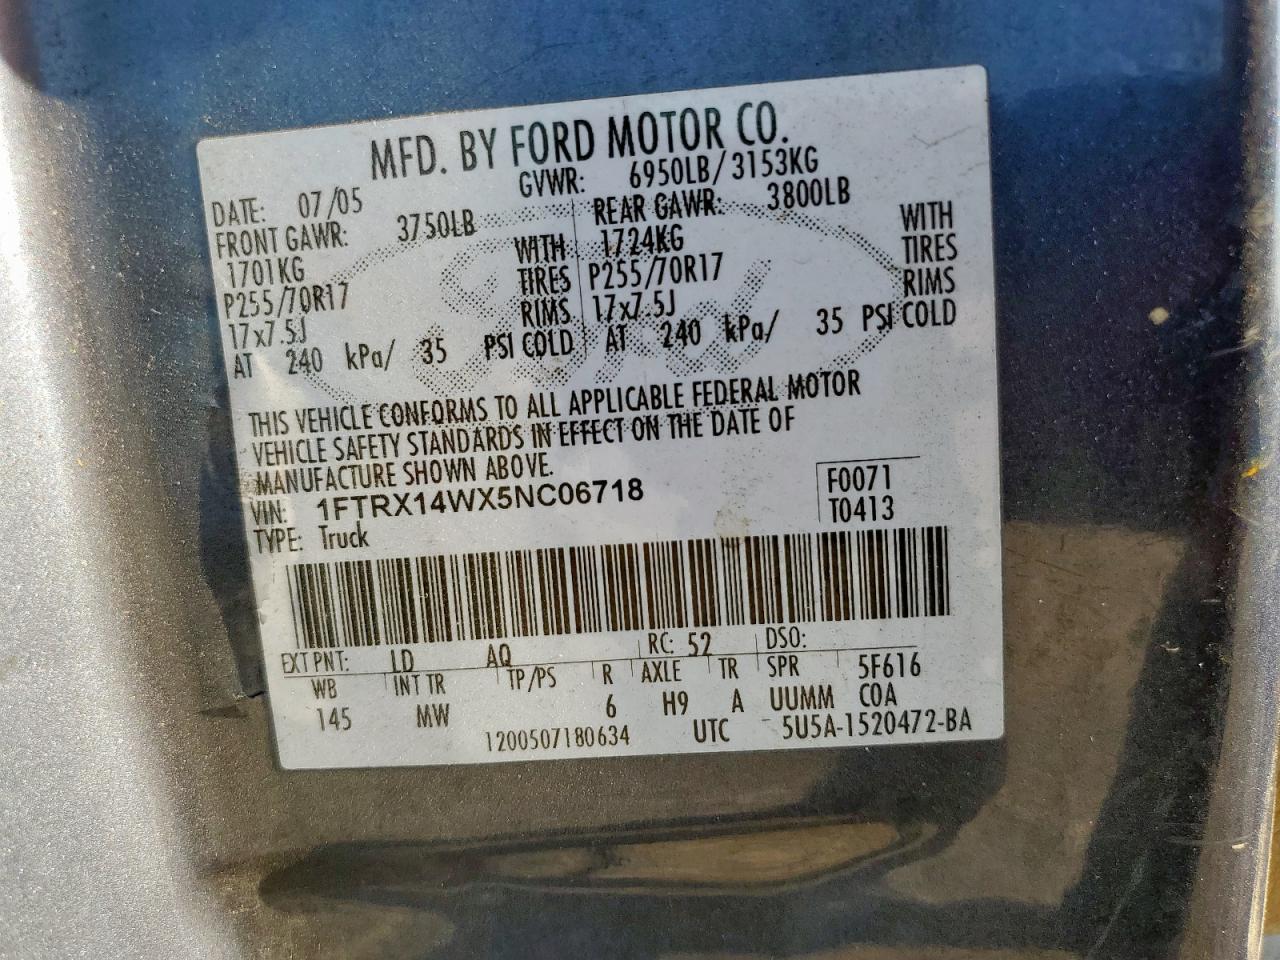 MFD. BY FORD MOTOR CO.
DATE: 07/05 GVWR: 6950LB/3153KG
FRONT GAWR: 3750LB REAR GAWR: 3800LB
1701KG WITH 1724KG WITH
P255/70R17 TIRES P255/70R17 TIRES
17x7.5J RIMS 17x7.5J RIMS
AT 240 kPa/ 35 PSI COLD AT 240 kPa/ 35 PSI COLD
THIS VEHICLE CONFORMS TO ALL APPLICABLE FEDERAL MOTOR
VEHICLE SAFETY STANDARDS IN EFFECT ON THE DATE OF
MANUFACTURE SHOWN ABOVE.
VIN: 1FTRX14WX5NC06718 F0071
TYPE: Truck T0413
EXT PNT: LD AQ RC: 52 DSO:
WB INT TR TP/PS R AXLE TR SPR 5F616
145 MW 6 H9 A UUMM COA
1200507180634 UTC 5U5A-1520472-BA
Ford